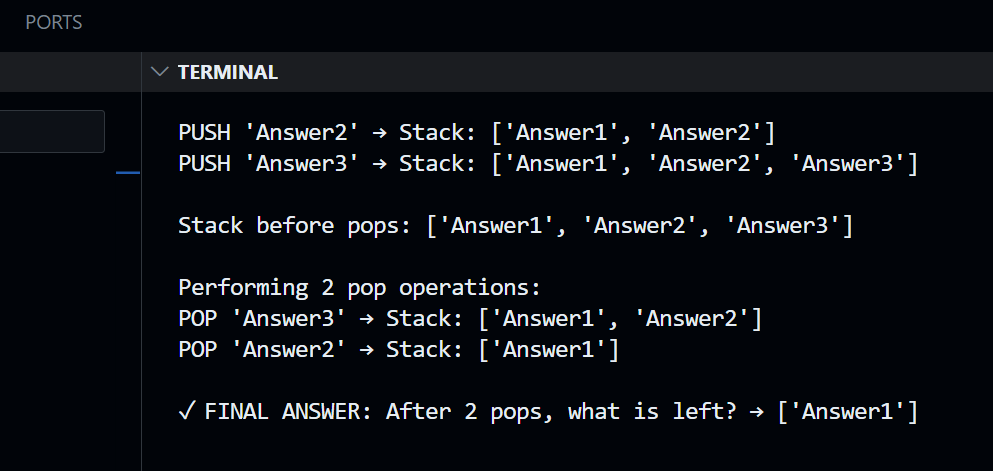 PORTS
TERMINAL
PUSH 'Answer2' → Stack: ['Answer1', 'Answer2']
PUSH 'Answer3' → Stack: ['Answer1', 'Answer2', 'Answer3']
Stack before pops: ['Answer1', 'Answer2', 'Answer3']
Performing 2 pop operations:
POP 'Answer3' → Stack: ['Answer1', 'Answer2']
POP 'Answer2' → Stack: ['Answer1']
✓ FINAL ANSWER: After 2 pops, what is left? → ['Answer1']